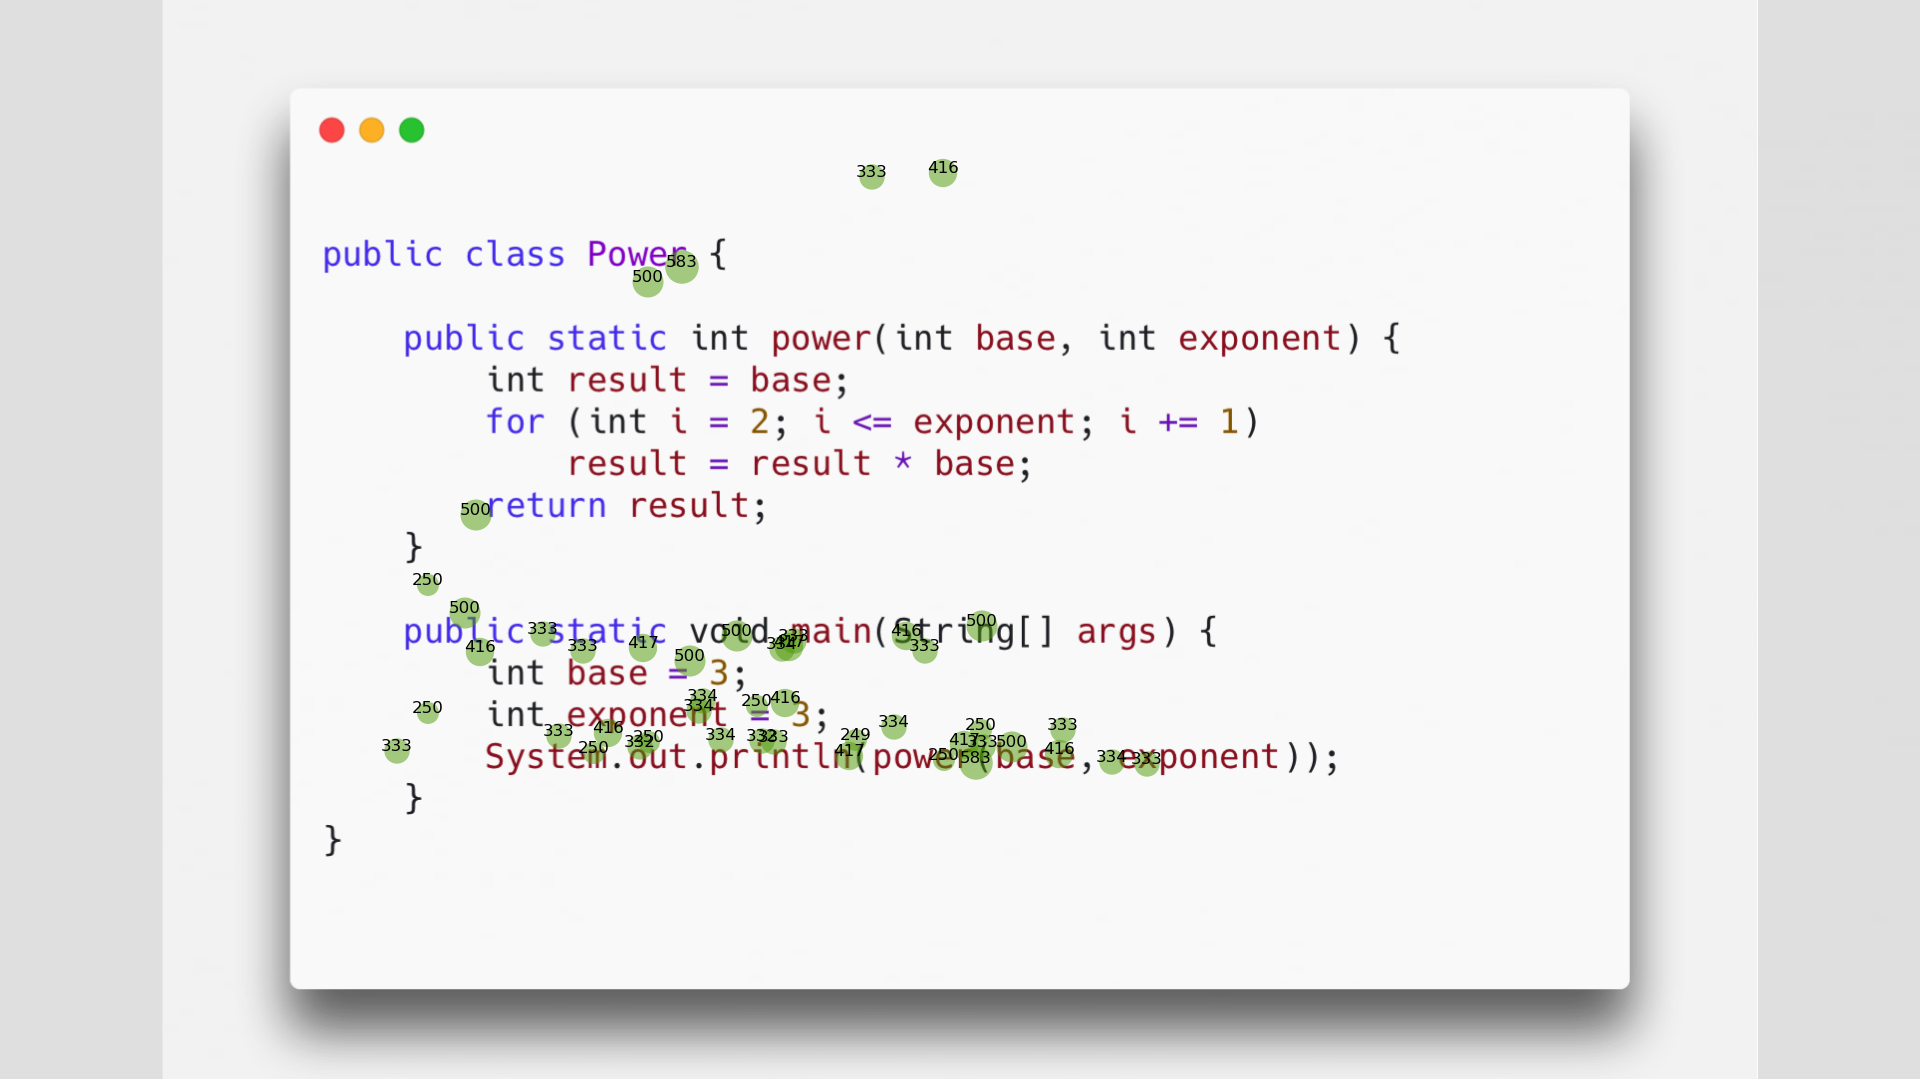 333 416
public class Power {
583
500
public static int power(int base, int exponent) {
int result = base;
for (int i = 2; i <= exponent; i += 1)
result = result * base;
500 return result;
}
250
500
public static void main(String[] args) {
333 500 333 416 500
416 333 417 334 417 333
500
int base = 3;
334 250 416
250 334
int exponent = 3;
333 416 250 334 333 249 334 250 333
333 250 332 417 417 333 500 416
250 583 334 333
System.out.println(power(base, exponent));
}
}